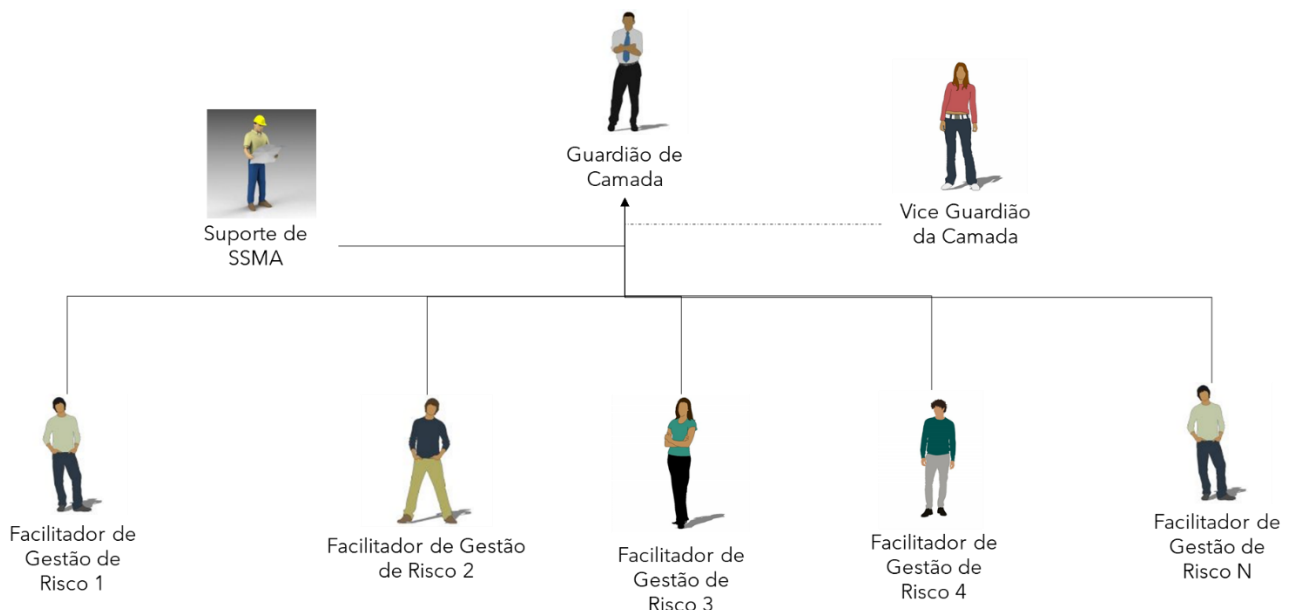 Guardião de
Camada
Suporte de
SSMA
Vice Guardião
da Camada
Facilitador de
Gestão de
Risco 1
Facilitador de Gestão
de Risco 2
Facilitador de
Gestão de
Risco 3
Facilitador de
Gestão de
Risco 4
Facilitador de
Gestão de
Risco N